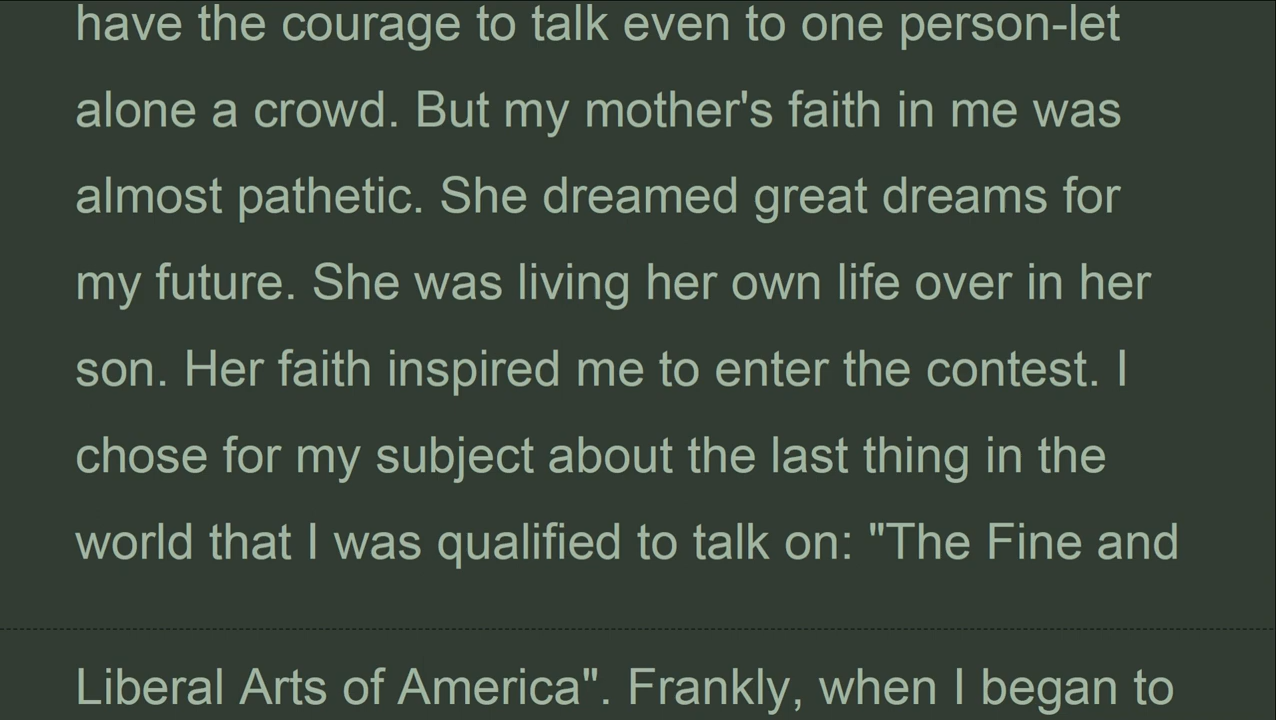 have the courage to talk even to one person-let
alone a crowd. But my mother's faith in me was
almost pathetic. She dreamed great dreams for
my future. She was living her own life over in her
son. Her faith inspired me to enter the contest. I
chose for my subject about the last thing in the
world that I was qualified to talk on: "The Fine and
Liberal Arts of America". Frankly, when I began to